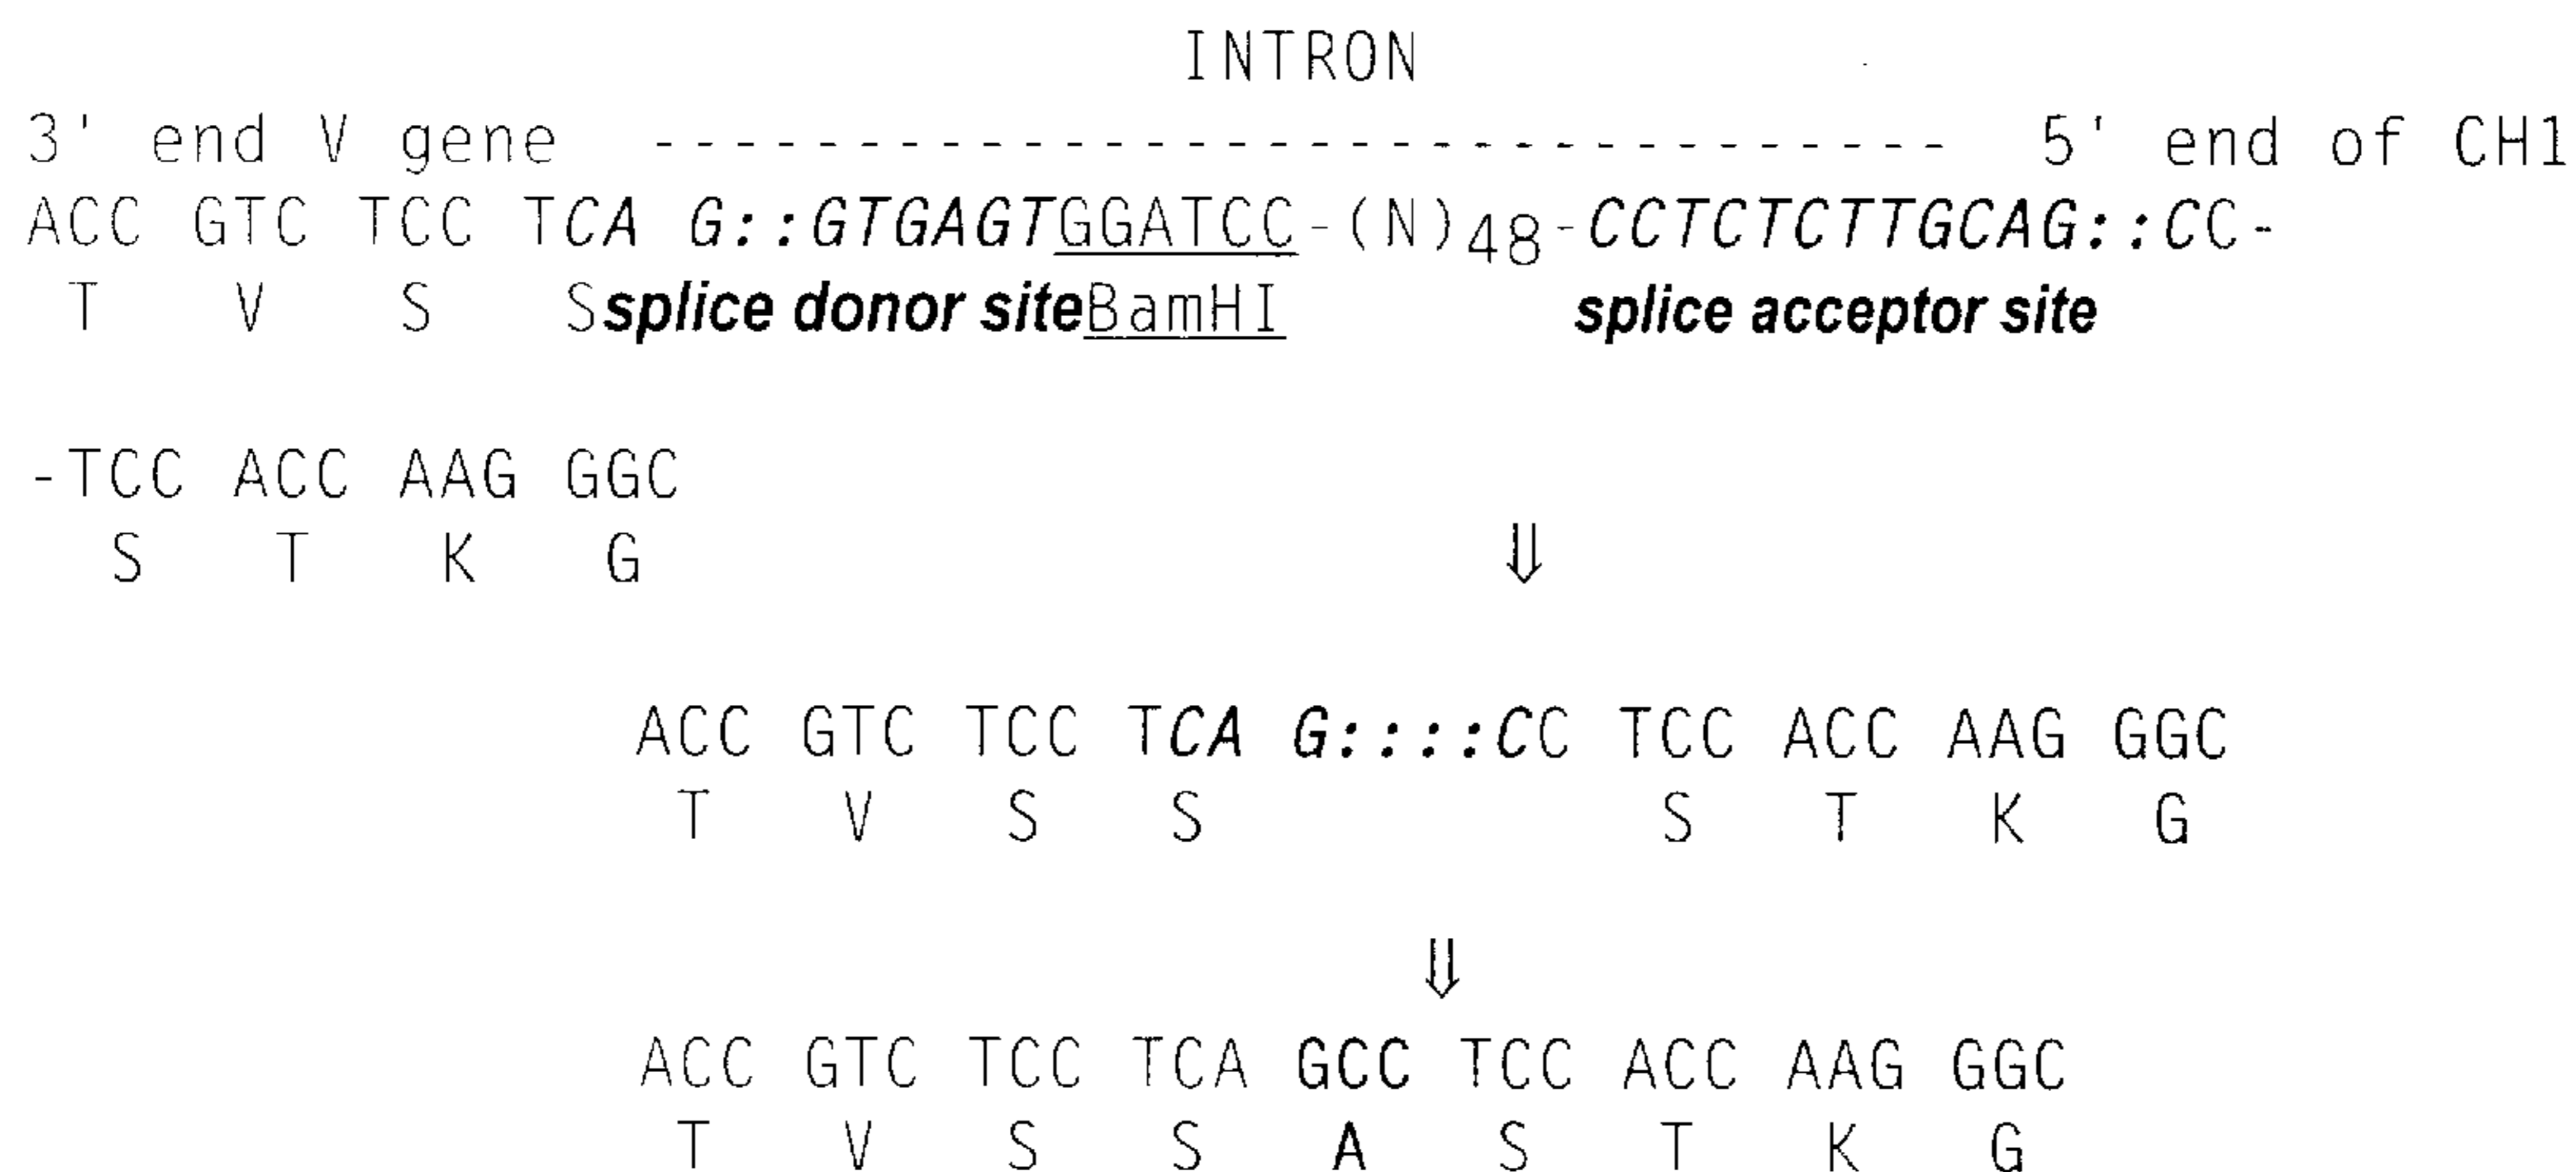 INTRON
3' end V gene - - - - - - - - - - - - - - - - - - - - - - - - - - - - - - - - 5' end of CH1
ACC GTC TCC TCA G::GTGAGTGGATCC-(N)48-CCTCTCTTGCAG::CC-
T V S Ssplice donor siteBamHI splice acceptor site
-TCC ACC AAG GGC
S T K G
⇓
ACC GTC TCC TCA G::::CC TCC ACC AAG GGC
T V S S S T K G
⇓
ACC GTC TCC TCA GCC TCC ACC AAG GGC
T V S S A S T K G